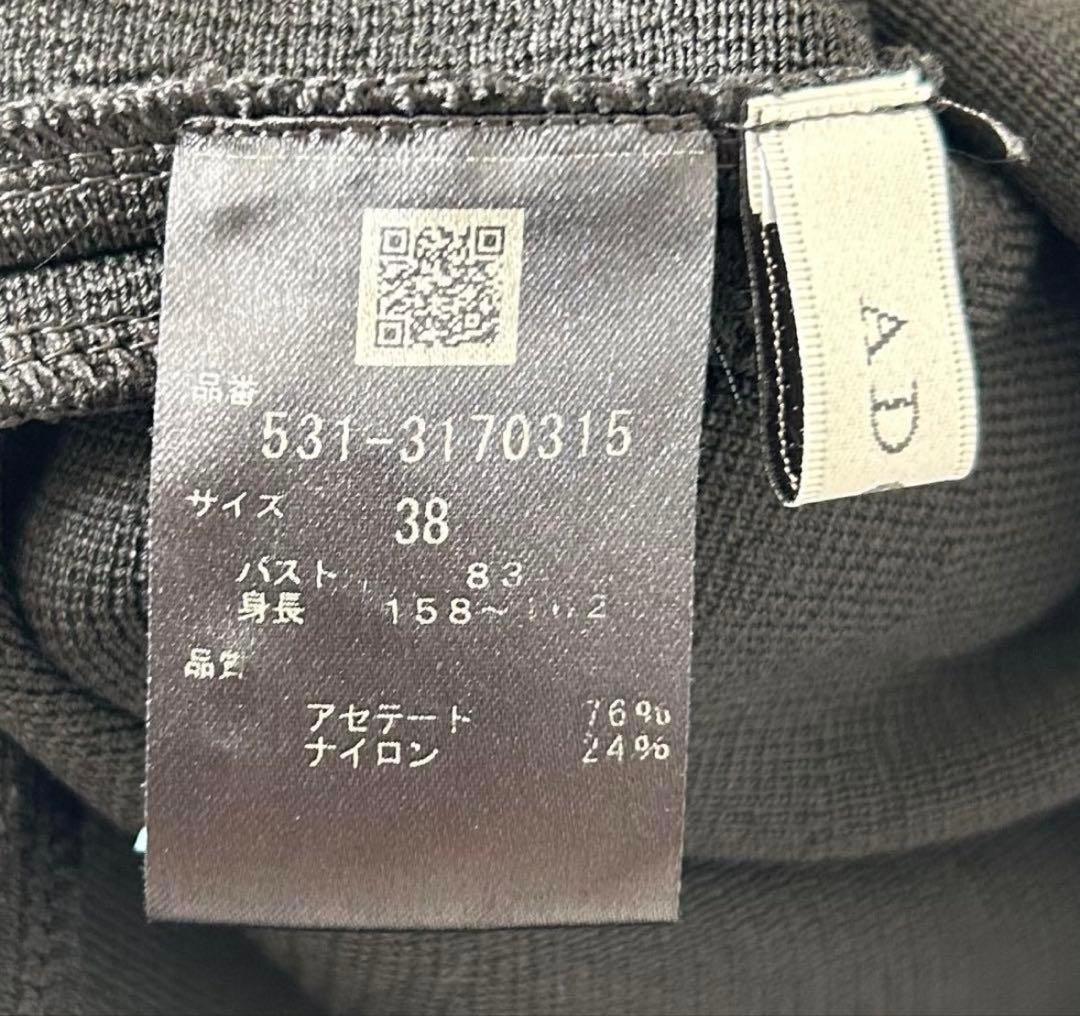 品番
531-3170315
サイズ 38
バスト 83
身長 158~
品質
アセテート 76%
ナイロン 24%
AD